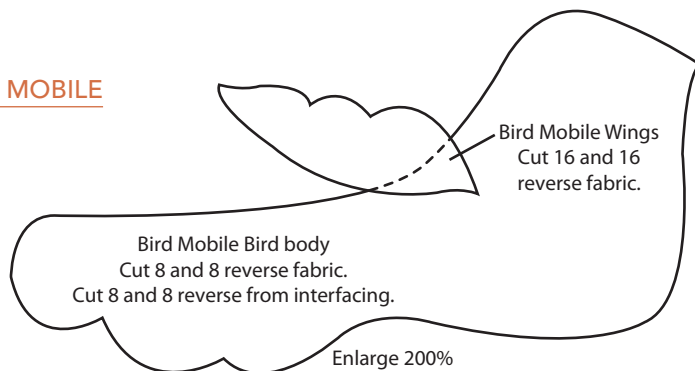 MOBILE
Bird Mobile Wings
Cut 16 and 16
reverse fabric.
Bird Mobile Bird body
Cut 8 and 8 reverse fabric.
Cut 8 and 8 reverse from interfacing.
Enlarge 200%